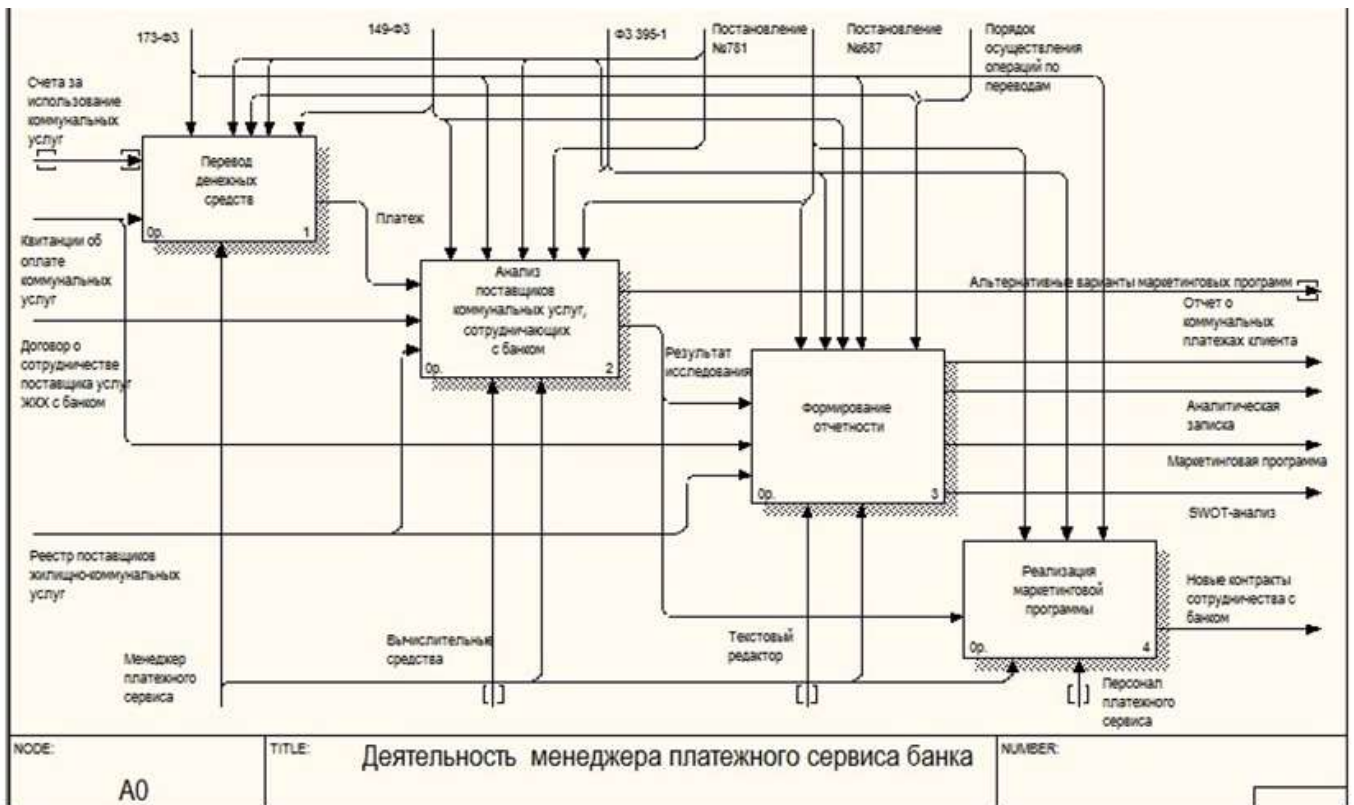 173-ФЗ
149-ФЗ
ФЗ 395-1
Постановление
№781
Постановление
№687
Порядок
осуществления
операций по
переводам
Счета за
использование
коммунальных
услуг
Перевод
денежных
средств
0р.
1
Платеж
Квитанции об
оплате
коммунальных
услуг
Анализ
поставщиков
коммунальных услуг,
сотрудничающих
с банком
0р.
2
Альтернативные варианты маркетинговых программ
Отчет о
коммунальных
платежах клиента
Договор о
сотрудничестве
поставщика услуг
ЖКХ с банком
Результат
исследования
Формирование
отчетности
0р.
3
Аналитическая
записка
Маркетинговая программа
SWOT-анализ
Реестр поставщиков
жилищно-коммунальных
услуг
Реализация
маркетинговой
программы
0р.
4
Новые контракты
сотрудничества с
банком
Менеджер
платежного
сервиса
Вычислительные
средства
Текстовый
редактор
Персонал
платежного
сервиса
NODE:
A0
TITLE:
Деятельность менеджера платежного сервиса банка
NUMBER: